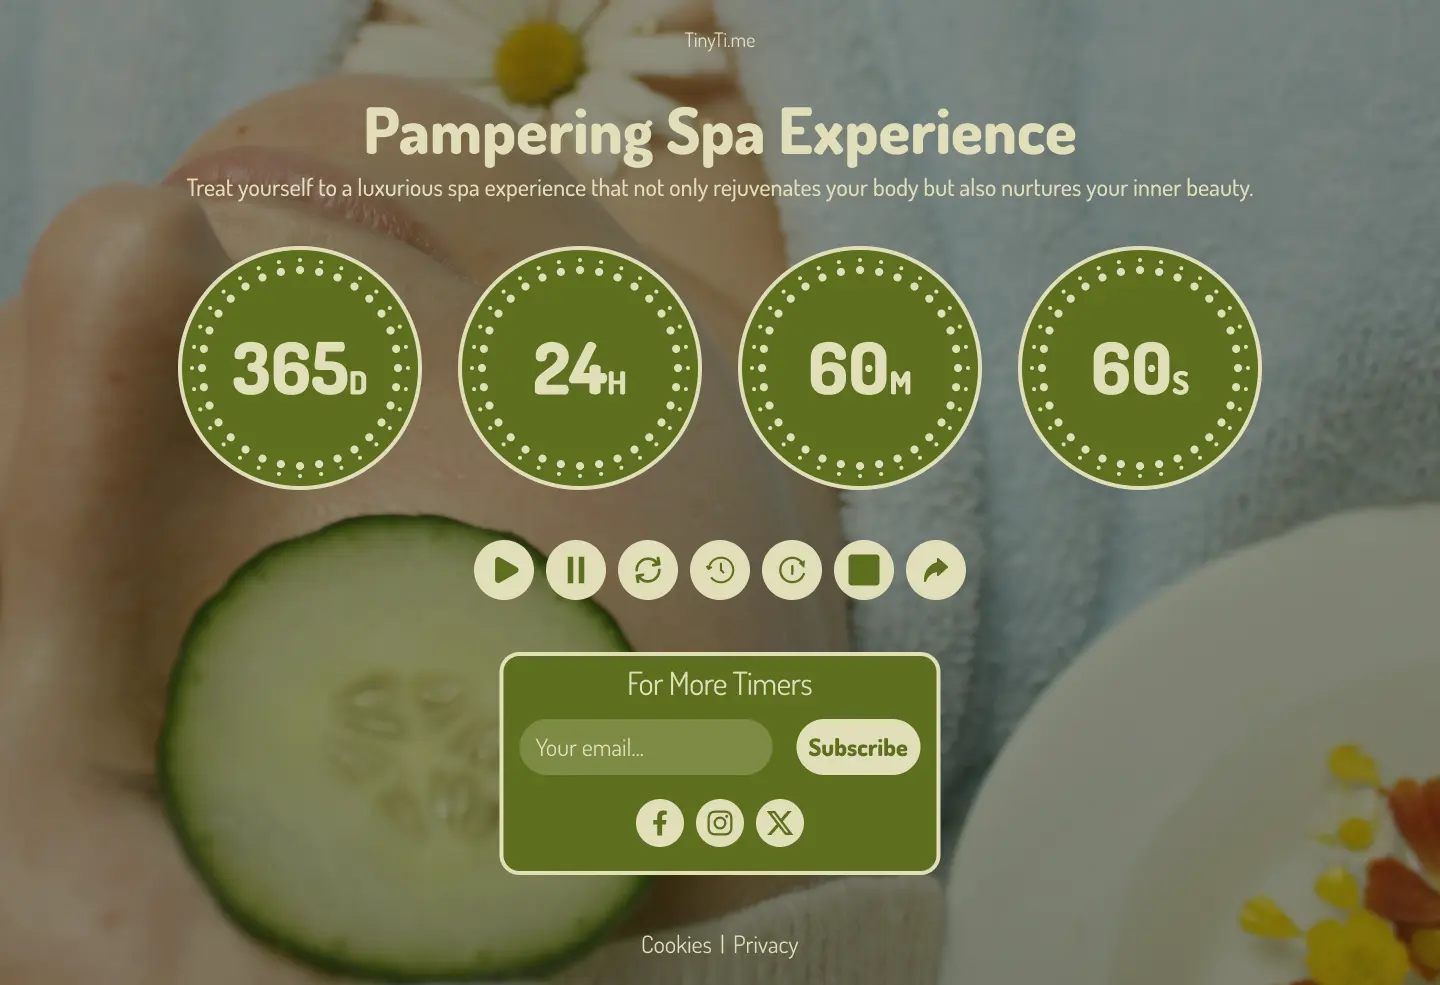 TinyTi.me
Pampering Spa Experience
Treat yourself to a luxurious spa experience that not only rejuvenates your body but also nurtures your inner beauty.
365D 24H 60M 60S
For More Timers
Your email... Subscribe
Cookies | Privacy